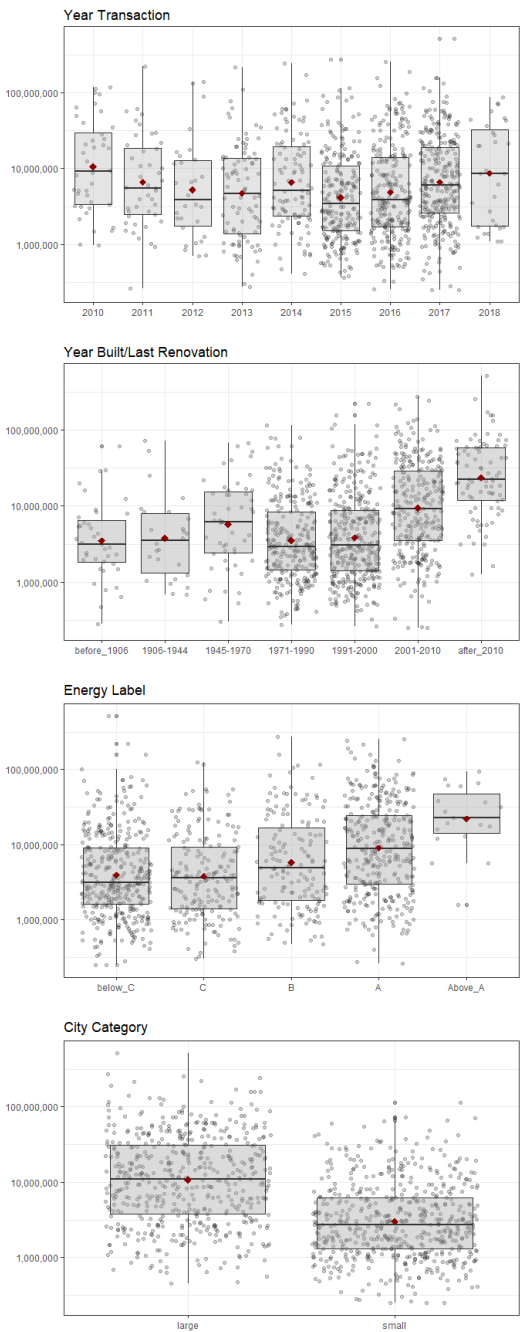 Year Transaction
100,000,000
10,000,000
1,000,000
2010 2011 2012 2013 2014 2015 2016 2017 2018
Year Built/Last Renovation
100,000,000
10,000,000
1,000,000
before_1906 1906-1944 1945-1970 1971-1990 1991-2000 2001-2010 after_2010
Energy Label
100,000,000
10,000,000
1,000,000
below_C C B A Above_A
City Category
100,000,000
10,000,000
1,000,000
large small